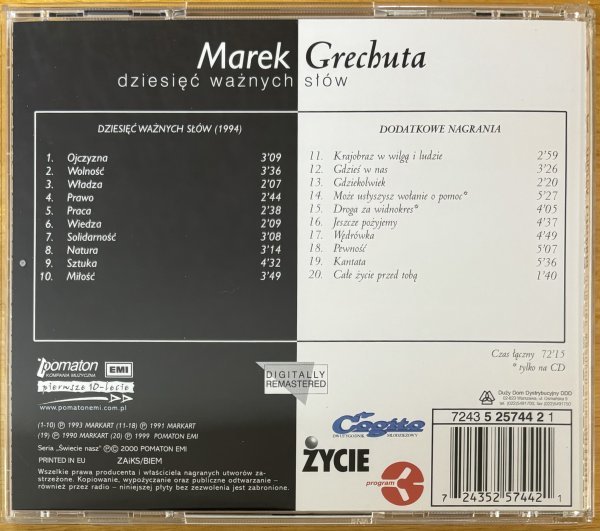 Marek Grechuta
dziesięć ważnych słów
DZIESIĘĆ WAŻNYCH SŁÓW (1994)
1. Ojczyzna 3'09
2. Wolność 3'36
3. Władza 2'07
4. Prawo 2'44
5. Praca 2'38
6. Wiedza 2'09
7. Solidarność 3'08
8. Natura 3'14
9. Sztuka 4'32
10. Miłość 3'49
DODATKOWE NAGRANIA
11. Krajobraz w wilgą i ludzie 2'59
12. Gdzieś w nas 3'26
13. Gdziekolwiek 2'20
14. Może usłyszysz wołanie o pomoc* 5'27
15. Droga za widnokres* 4'05
16. Jeszcze pożyjemy 4'37
17. Wędrówka 4'49
18. Pewność 5'07
19. Kantata 5'36
20. Całe życie przed tobą 1'40
Czas łączny 72'15
* tylko na CD
pomaton EMI
KOMPANIA MUZYCZNA
pierwsze 10-lecie
www.pomatonemi.com.pl
DIGITALLY
REMASTERED
Duży Dom Dystrybucyjny DDD
(1-10) ℗ 1993 MARKART (11-18) ℗ 1991 MARKART
(19) ℗ 1990 MARKART (20) ℗ 1999 POMATON EMI
Seria „Świecie nasz” ℗© 2000 POMATON EMI
PRINTED IN EU ZAiKS/BIEM
Wszelkie prawa producenta i właściciela nagranych utworów za-
strzeżone. Kopiowanie, wypożyczanie oraz publiczne odtwarzanie -
również przez radio - niniejszej płyty bez zezwolenia jest zabronione.
Cogito
DWUTYGODNIK MŁODZIEŻOWY
ŻYCIE
program 3
7243 5 25744 2 1
7 24352 57442 1